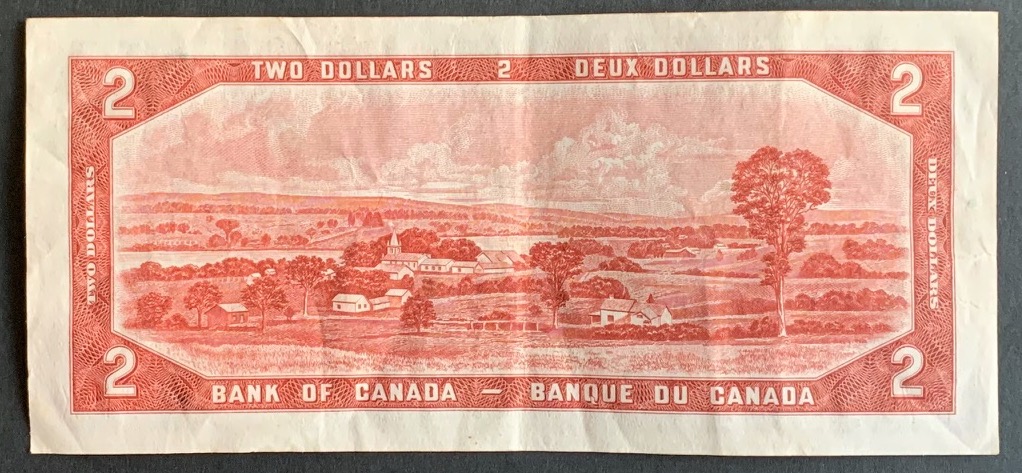 2 TWO DOLLARS 2 DEUX DOLLARS 2
TWO DOLLARS
DEUX DOLLARS
2 BANK OF CANADA — BANQUE DU CANADA 2